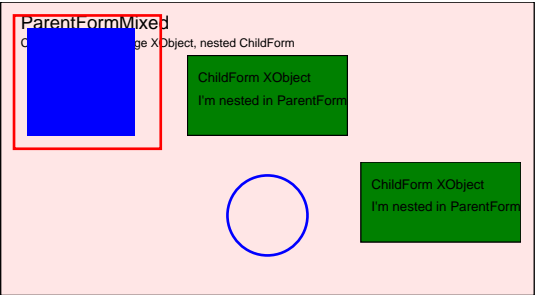 ParentFormMixed
ge XObject, nested ChildForm
ChildForm XObject
I'm nested in ParentForm
ChildForm XObject
I'm nested in ParentForm